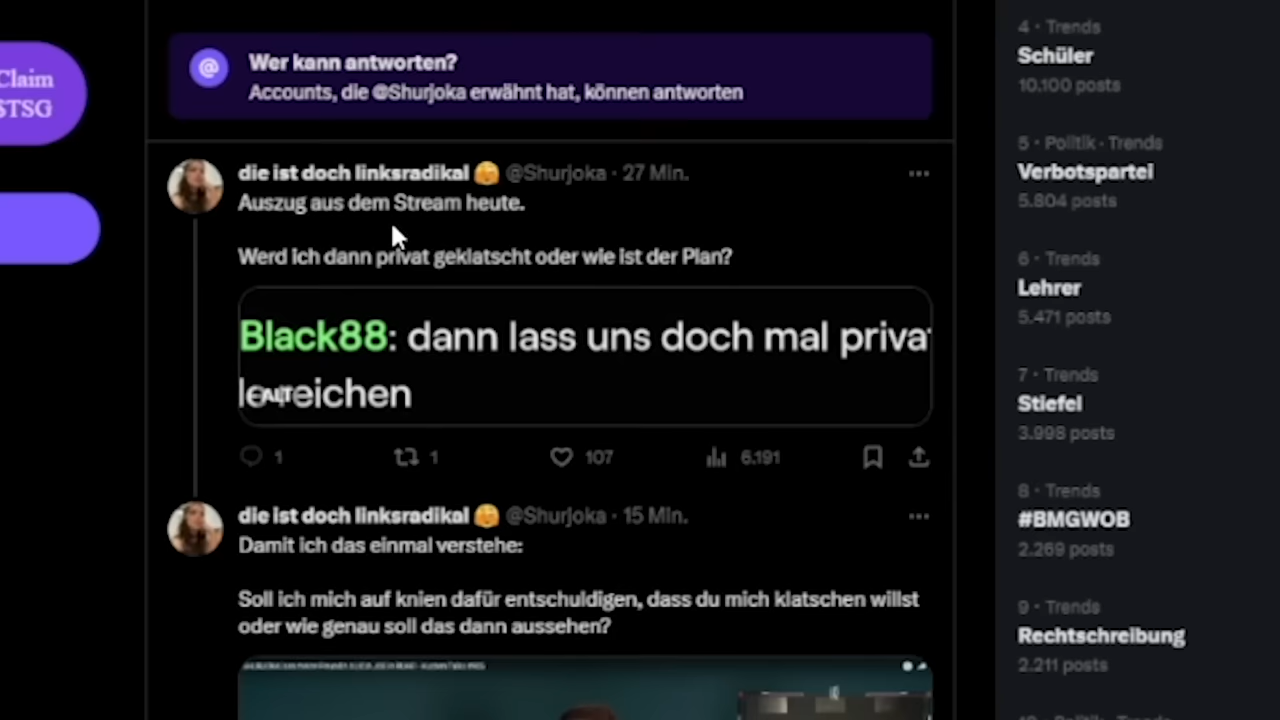 Claim
$TSG
Wer kann antworten?
Accounts, die @Shurjoka erwähnt hat, können antworten
die ist doch linksradikal @Shurjoka · 27 Min.
Auszug aus dem Stream heute.
Werd ich dann privat geklatscht oder wie ist der Plan?
Black88: dann lass uns doch mal privat
ALT
reichen
1
1
107
6.191
die ist doch linksradikal @Shurjoka · 15 Min.
Damit ich das einmal verstehe:
Soll ich mich auf knien dafür entschuldigen, dass du mich klatschen willst
oder wie genau soll das dann aussehen?
4 · Trends
Schüler
10.100 posts
5 · Politik · Trends
Verbotspartei
5.804 posts
6 · Trends
Lehrer
5.471 posts
7 · Trends
Stiefel
3.998 posts
8 · Trends
#BMGWOB
2.269 posts
9 · Trends
Rechtschreibung
2.211 posts